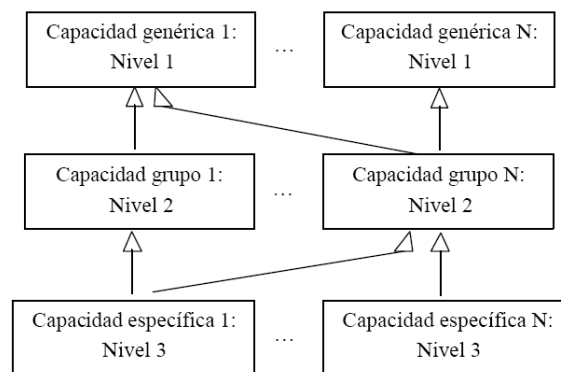 Capacidad genérica 1:
Nivel 1
...
Capacidad genérica N:
Nivel 1
Capacidad grupo 1:
Nivel 2
...
Capacidad grupo N:
Nivel 2
Capacidad específica 1:
Nivel 3
...
Capacidad específica N:
Nivel 3